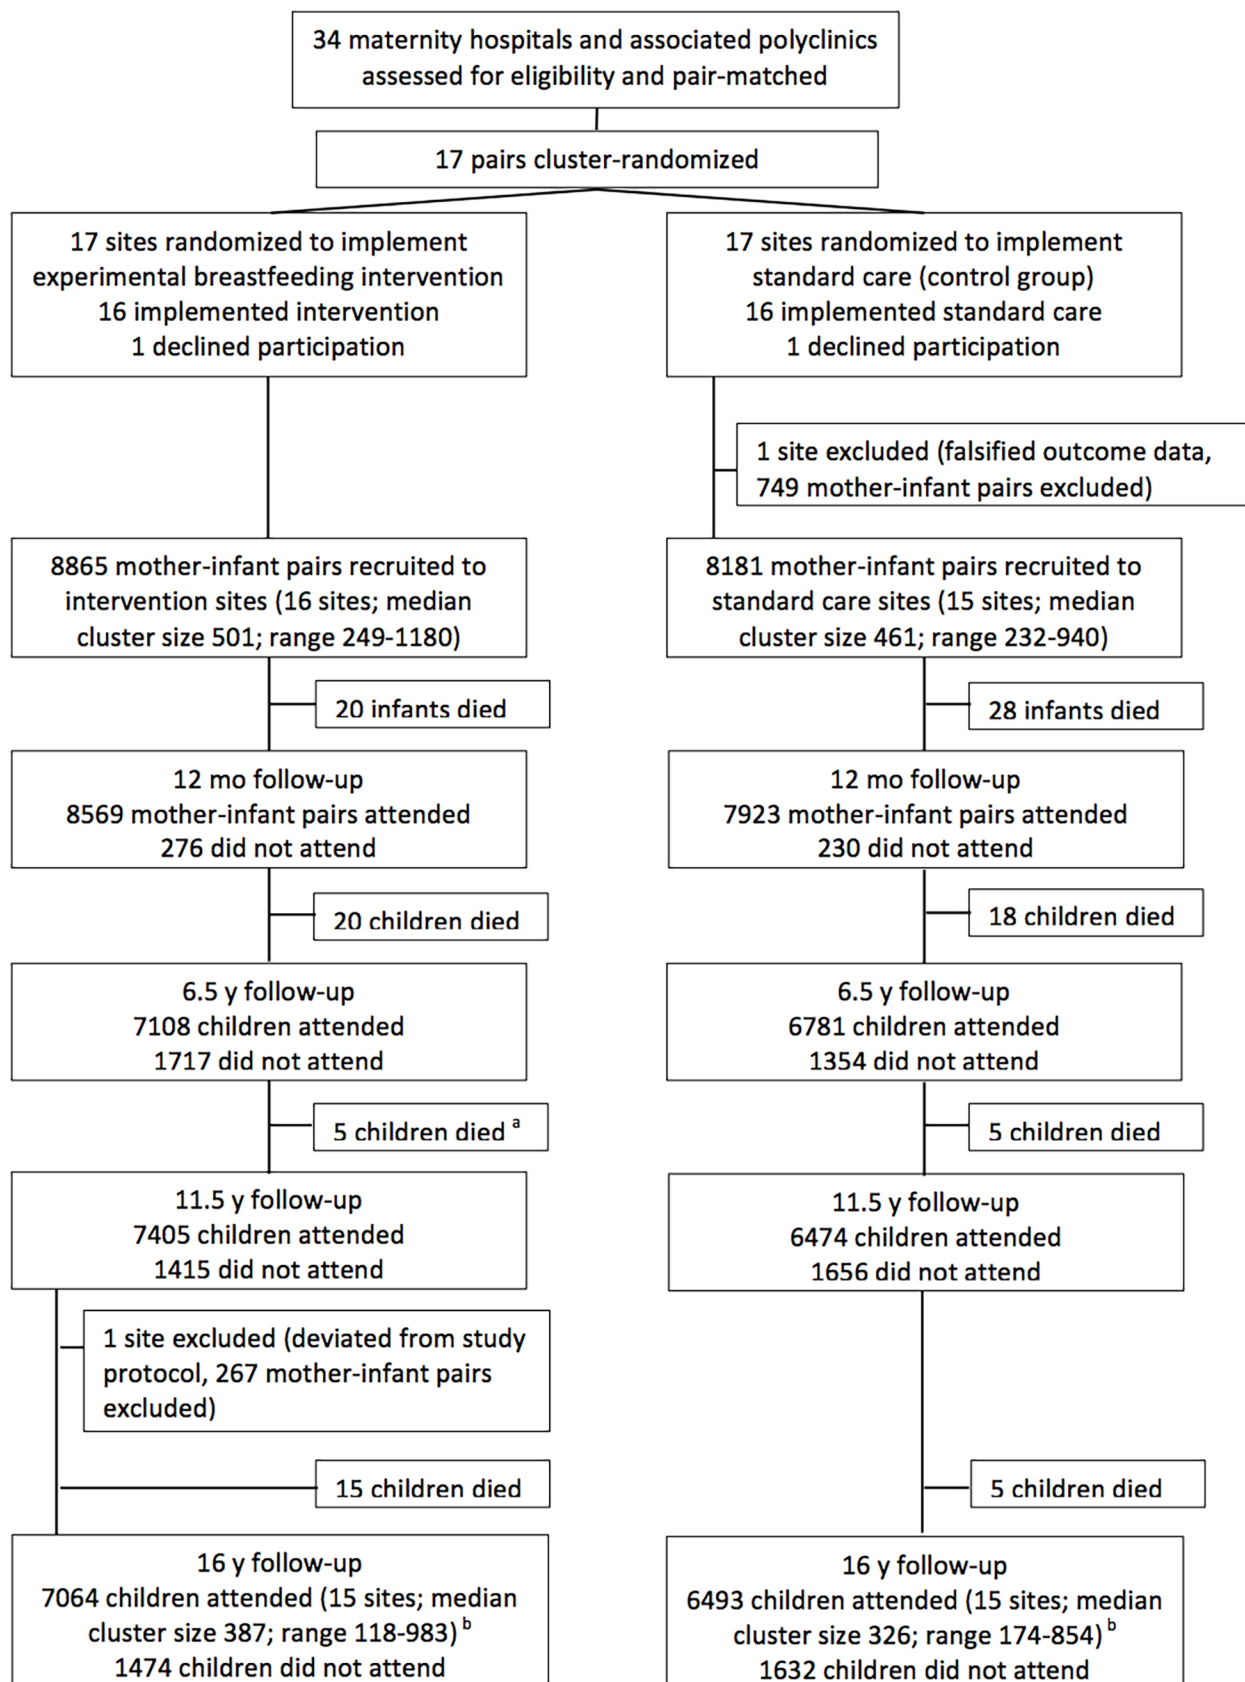 34 maternity hospitals and associated polyclinics
assessed for eligibility and pair-matched
17 pairs cluster-randomized
17 sites randomized to implement
experimental breastfeeding intervention
16 implemented intervention
1 declined participation
17 sites randomized to implement
standard care (control group)
16 implemented standard care
1 declined participation
1 site excluded (falsified outcome data,
749 mother-infant pairs excluded)
8865 mother-infant pairs recruited to
intervention sites (16 sites; median
cluster size 501; range 249-1180)
8181 mother-infant pairs recruited to
standard care sites (15 sites; median
cluster size 461; range 232-940)
20 infants died
28 infants died
12 mo follow-up
8569 mother-infant pairs attended
276 did not attend
12 mo follow-up
7923 mother-infant pairs attended
230 did not attend
20 children died
18 children died
6.5 y follow-up
7108 children attended
1717 did not attend
6.5 y follow-up
6781 children attended
1354 did not attend
5 children died a
5 children died
11.5 y follow-up
7405 children attended
1415 did not attend
11.5 y follow-up
6474 children attended
1656 did not attend
1 site excluded (deviated from study
protocol, 267 mother-infant pairs
excluded)
15 children died
5 children died
16 y follow-up
7064 children attended (15 sites; median
cluster size 387; range 118-983) b
1474 children did not attend
16 y follow-up
6493 children attended (15 sites; median
cluster size 326; range 174-854) b
1632 children did not attend